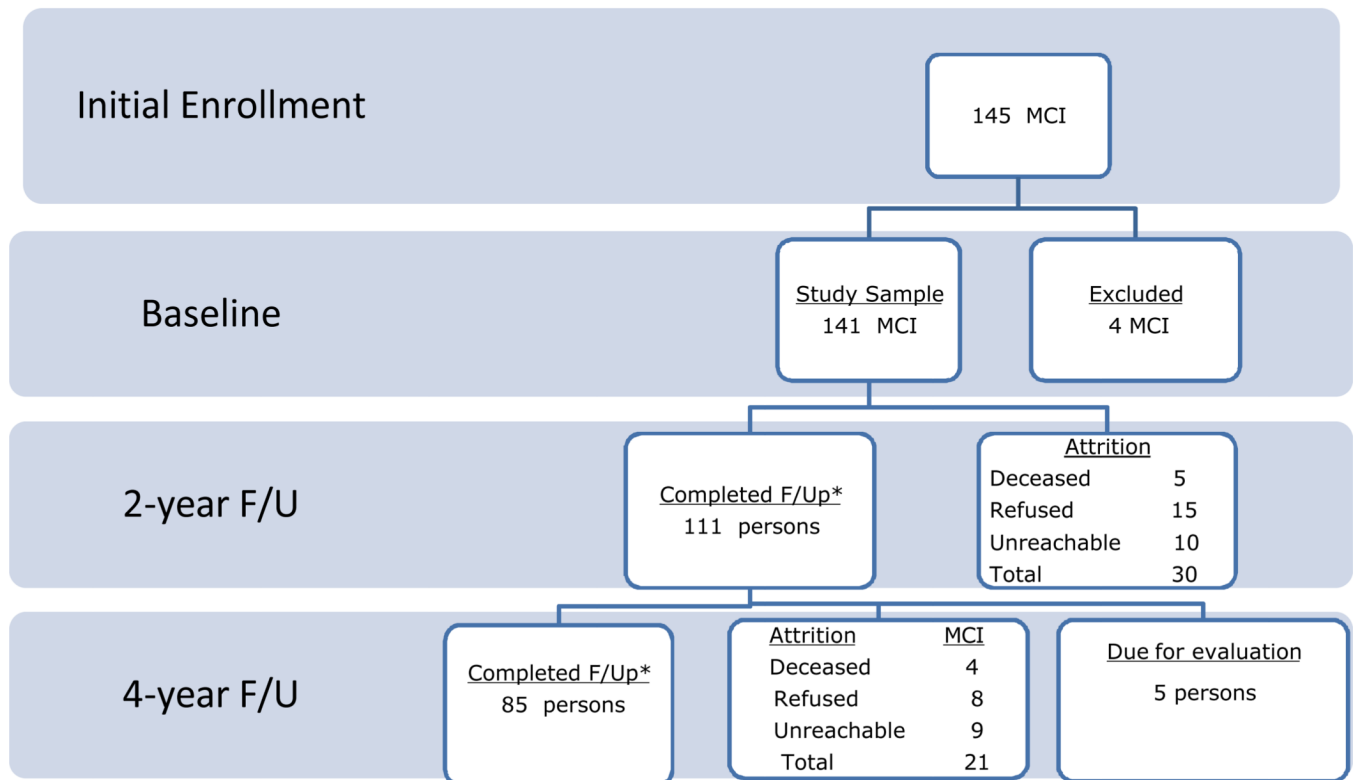 Initial Enrollment
145 MCI
Baseline
Study Sample
141 MCI
Excluded
4 MCI
2-year F/U
Completed F/Up*
111 persons
Attrition
Deceased 5
Refused 15
Unreachable 10
Total 30
4-year F/U
Completed F/Up*
85 persons
Attrition MCI
Deceased 4
Refused 8
Unreachable 9
Total 21
Due for evaluation
5 persons